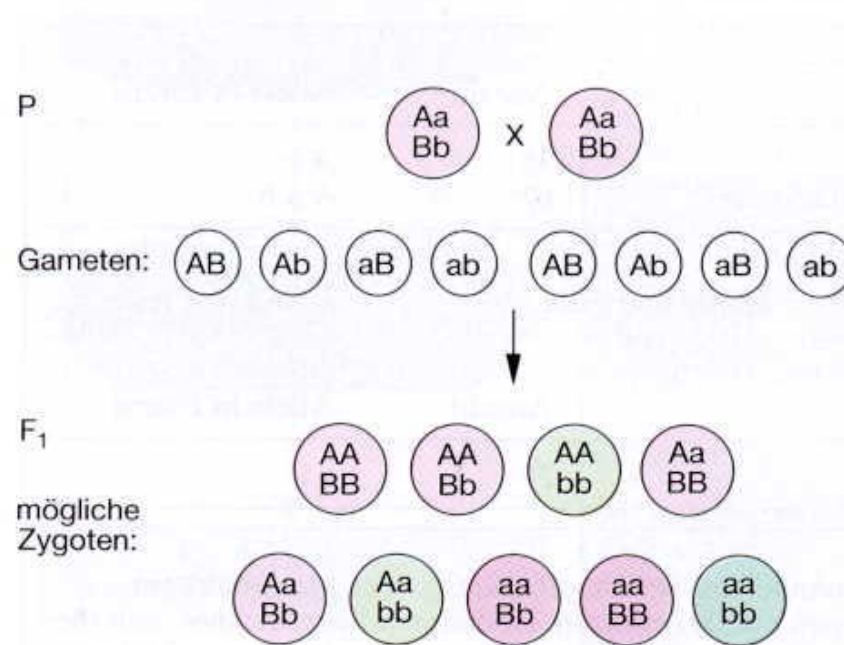 P
Aa X Aa
Bb Bb
Gameten: AB Ab aB ab AB Ab aB ab
F1
AA AA AA Aa
BB Bb bb BB
mögliche
Zygoten:
Aa Aa aa aa aa
Bb bb Bb BB bb